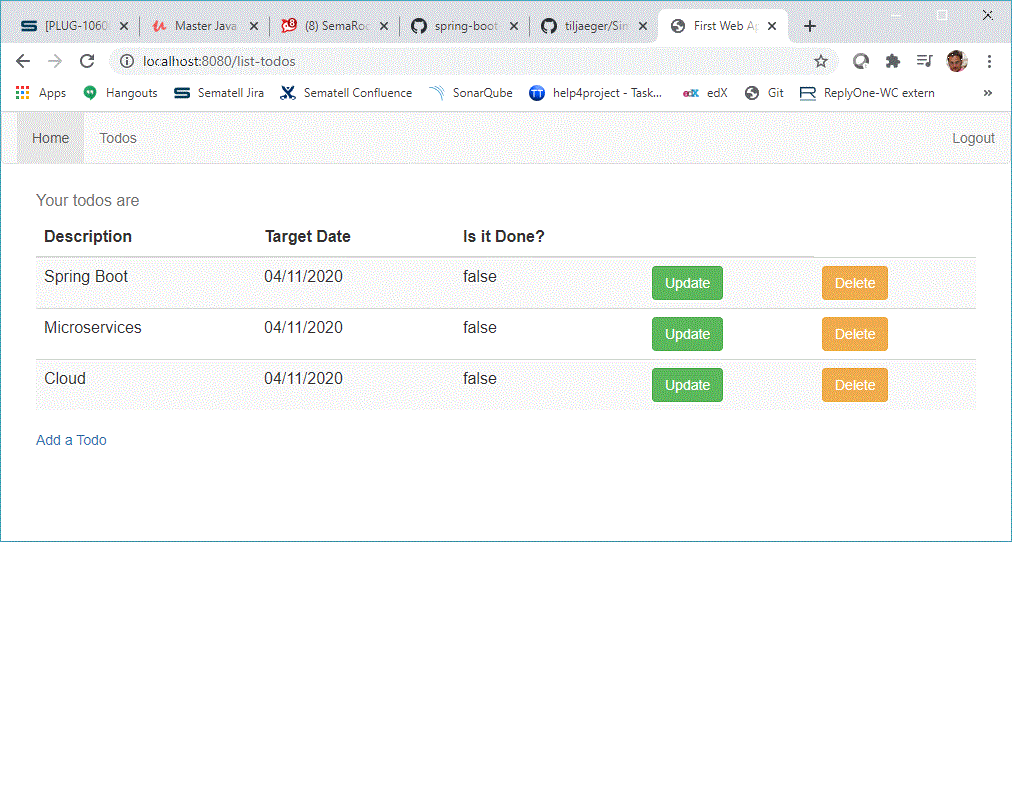 [PLUG-1060 Master Java (8) SemaRoc spring-boot tiljaeger/Sim First Web Ap
localhost:8080/list-todos
Apps Hangouts Sematell Jira Sematell Confluence SonarQube help4project - Task... edX Git ReplyOne-WC extern »
Home Todos Logout
Your todos are
Description Target Date Is it Done?
Spring Boot 04/11/2020 false Update Delete
Microservices 04/11/2020 false Update Delete
Cloud 04/11/2020 false Update Delete
Add a Todo